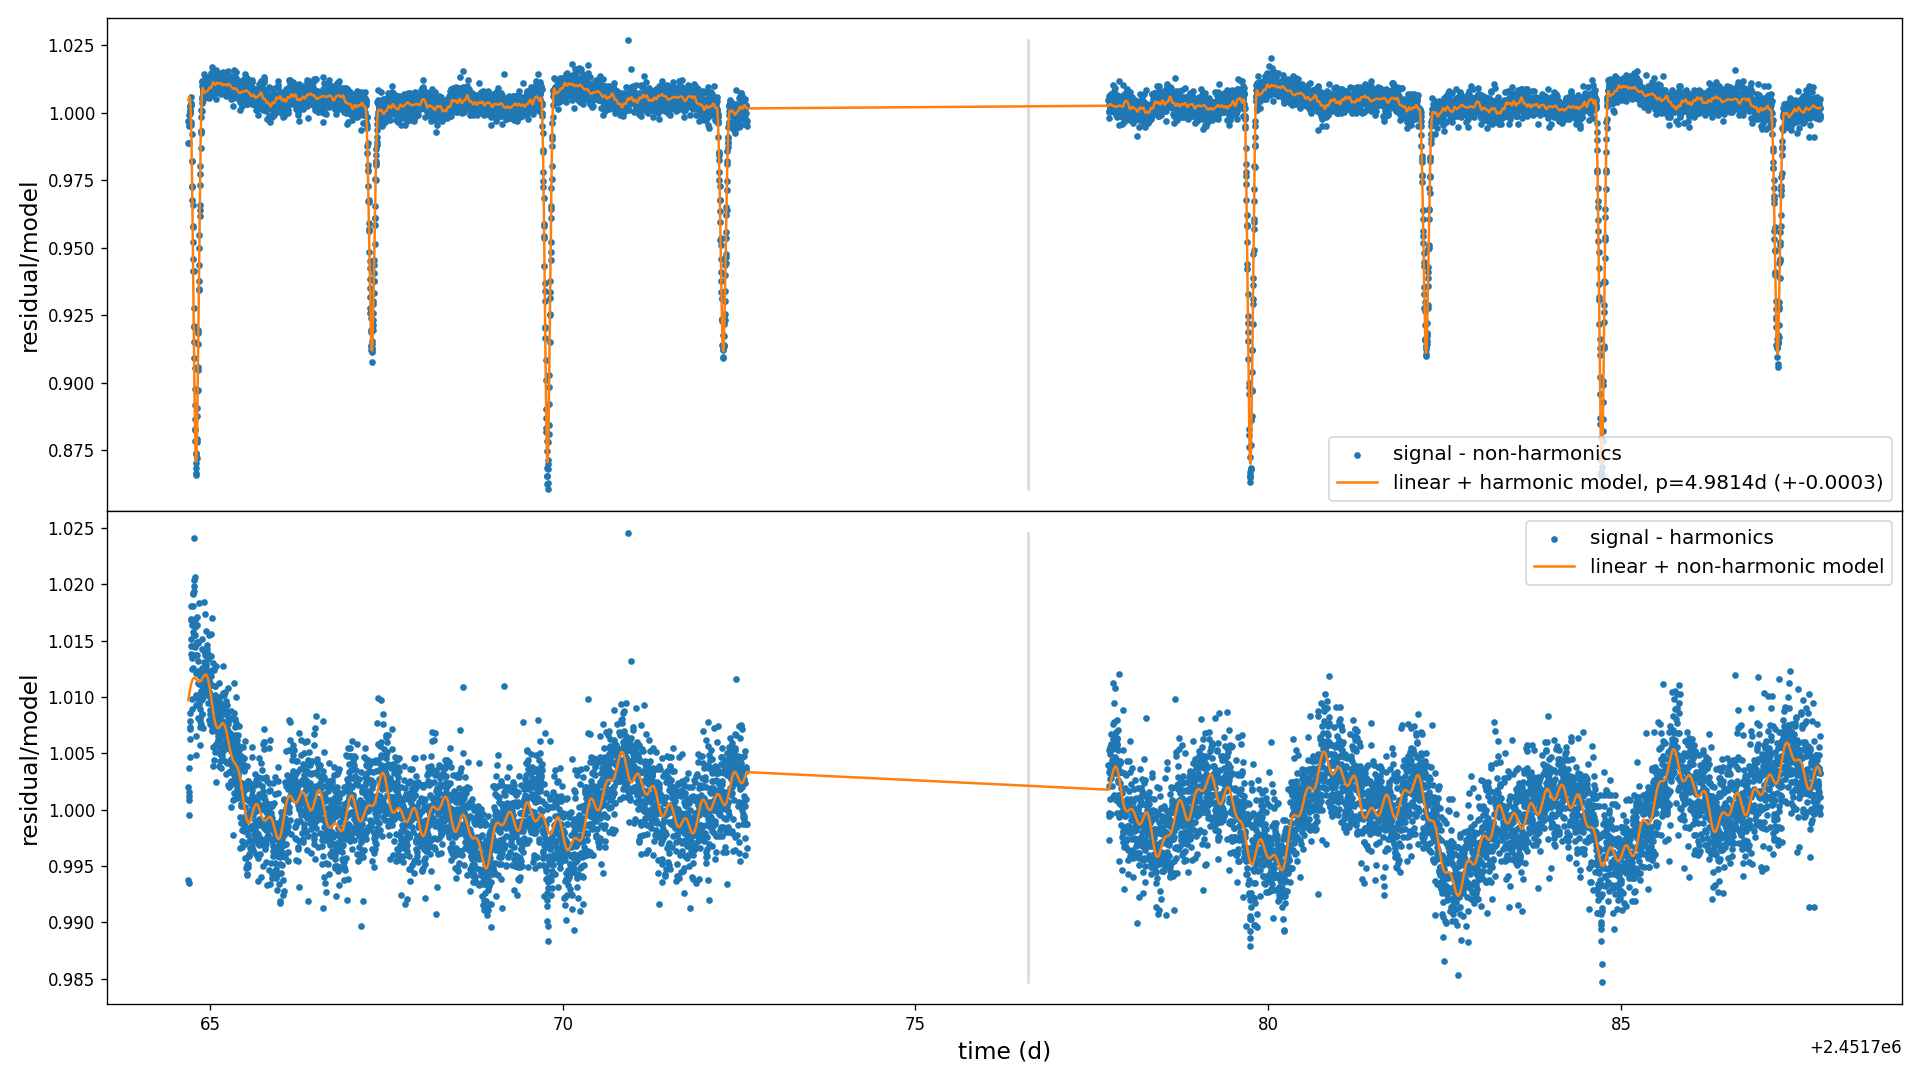 1.025
1.000
0.975
0.950
0.925
0.900
0.875
residual/model
signal - non-harmonics
linear + harmonic model, p=4.9814d (+-0.0003)
1.025
1.020
1.015
1.010
1.005
1.000
0.995
0.990
0.985
residual/model
signal - harmonics
linear + non-harmonic model
65
70
75
80
85
time (d)
+2.4517e6